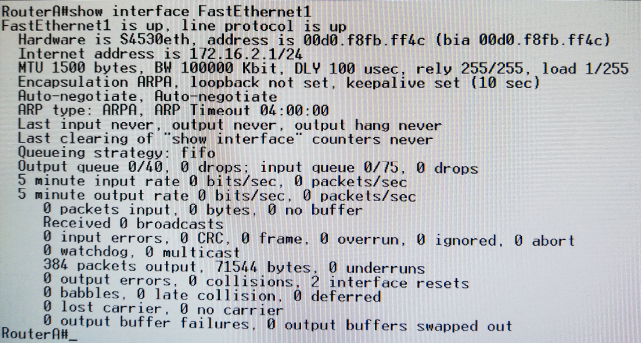 RouterA#show interface FastEthernet1
FastEthernet1 is up, line protocol is up
Hardware is S4530eth, address is 00d0.f8fb.ff4c (bia 00d0.f8fb.ff4c)
Internet address is 172.16.2.1/24
MTU 1500 bytes, BW 100000 Kbit, DLY 100 usec, rely 255/255, load 1/255
Encapsulation ARPA, loopback not set, keepalive set (10 sec)
Auto-negotiate, Auto-negotiate
ARP type: ARPA, ARP Timeout 04:00:00
Last input never, output never, output hang never
Last clearing of "show interface" counters never
Queueing strategy: fifo
Output queue 0/40, 0 drops; input queue 0/75, 0 drops
5 minute input rate 0 bits/sec, 0 packets/sec
5 minute output rate 0 bits/sec, 0 packets/sec
0 packets input, 0 bytes, 0 no buffer
Received 0 broadcasts
0 input errors, 0 CRC, 0 frame, 0 overrun, 0 ignored, 0 abort
0 watchdog, 0 multicast
384 packets output, 71544 bytes, 0 underruns
0 output errors, 0 collisions, 2 interface resets
0 babbles, 0 late collision, 0 deferred
0 lost carrier, 0 no carrier
0 output buffer failures, 0 output buffers swapped out
RouterA#_